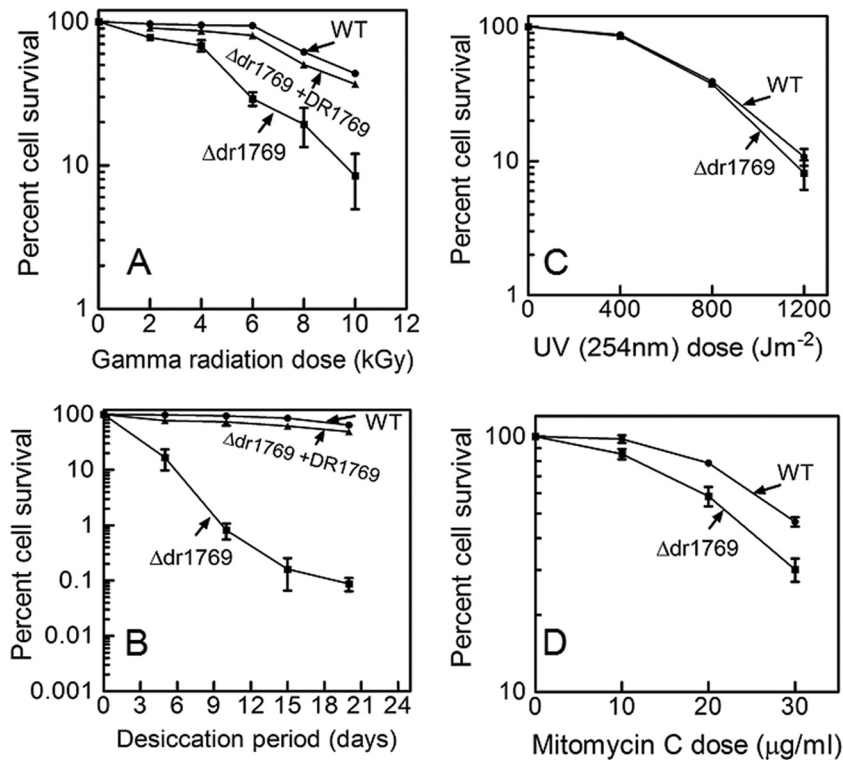 Percent cell survival
100
10
1
WT
Δdr1769 +DR1769
Δdr1769
A
0 2 4 6 8 10 12
Gamma radiation dose (kGy)
Percent cell survival
100
10
1
WT
Δdr1769
C
0 400 800 1200
UV (254nm) dose (Jm-2)
Percent cell survival
100
10
1
0.1
0.01
0.001
WT
Δdr1769 +DR1769
Δdr1769
B
0 3 6 9 12 15 18 21 24
Desiccation period (days)
Percent cell survival
100
10
WT
Δdr1769
D
0 10 20 30
Mitomycin C dose (μg/ml)